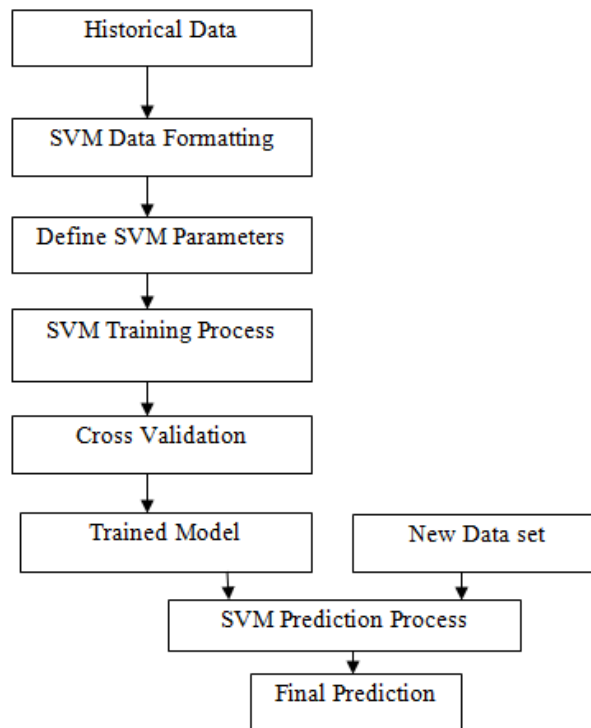 Historical Data
SVM Data Formatting
Define SVM Parameters
SVM Training Process
Cross Validation
Trained Model
New Data set
SVM Prediction Process
Final Prediction